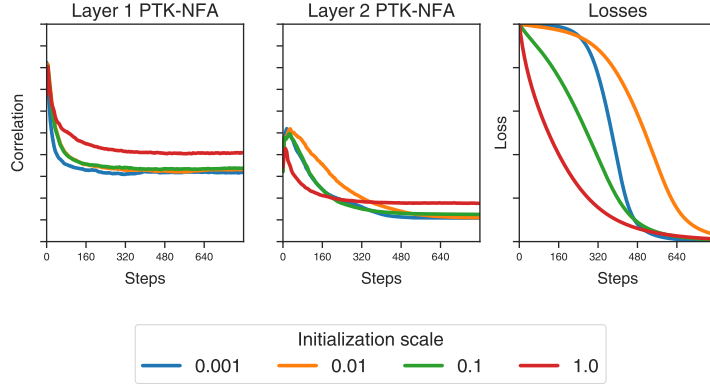 Layer 1 PTK-NFA
Layer 2 PTK-NFA
Losses
Correlation
Loss
0 160 320 480 640
0 160 320 480 640
0 160 320 480 640
Steps
Steps
Steps
Initialization scale
0.001 0.01 0.1 1.0